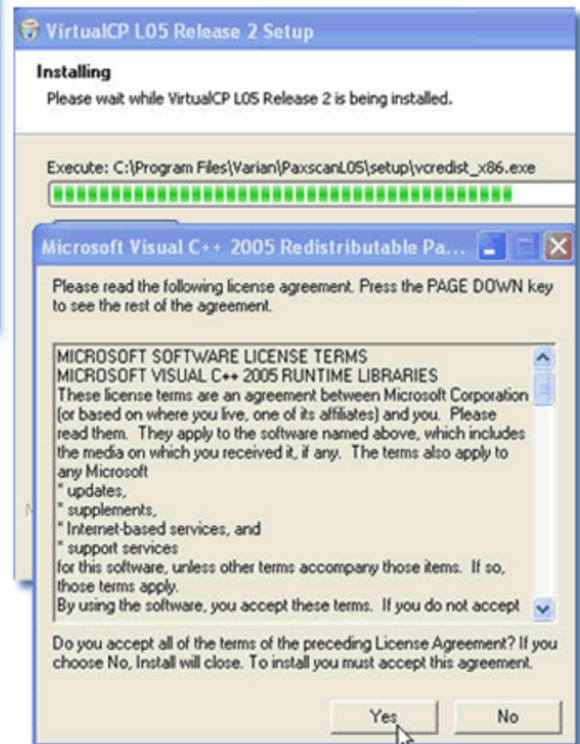 VirtualCP L05 Release 2 Setup
Installing
Please wait while VirtualCP L05 Release 2 is being installed.
Execute: C:\Program Files\Varian\PaxscanL05\setup\vcredist_x86.exe
Microsoft Visual C++ 2005 Redistributable Pa...
Please read the following license agreement. Press the PAGE DOWN key
to see the rest of the agreement.
MICROSOFT SOFTWARE LICENSE TERMS
MICROSOFT VISUAL C++ 2005 RUNTIME LIBRARIES
These license terms are an agreement between Microsoft Corporation
(or based on where you live, one of its affiliates) and you. Please
read them. They apply to the software named above, which includes
the media on which you received it, if any. The terms also apply to
any Microsoft
* updates,
* supplements,
* Internet-based services, and
* support services
for this software, unless other terms accompany those items. If so,
those terms apply.
By using the software, you accept these terms. If you do not accept
Do you accept all of the terms of the preceding License Agreement? If you
choose No, Install will close. To install you must accept this agreement.
Yes
No